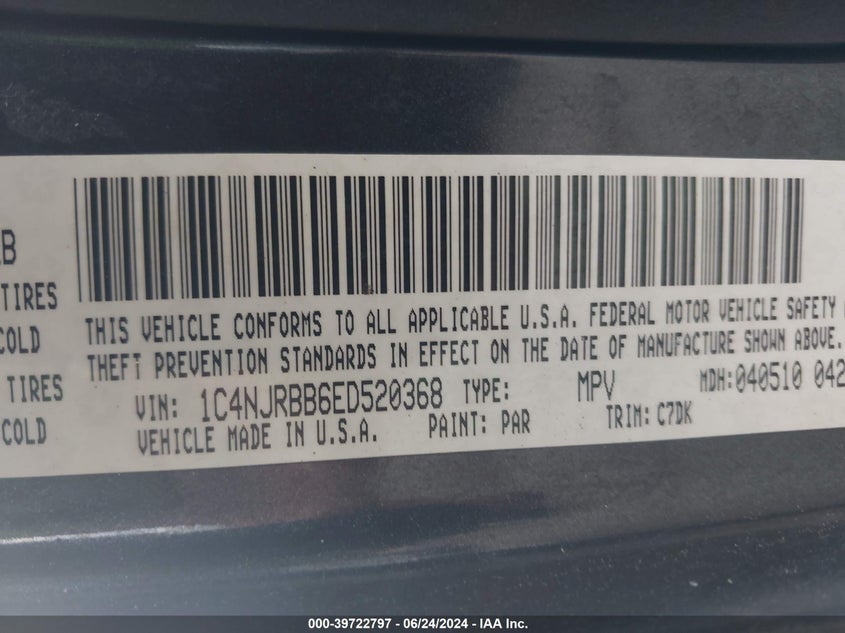 B
TIRES
COLD
TIRES
COLD
THIS VEHICLE CONFORMS TO ALL APPLICABLE U.S.A. FEDERAL MOTOR VEHICLE SAFETY
THEFT PREVENTION STANDARDS IN EFFECT ON THE DATE OF MANUFACTURE SHOWN ABOVE.
VIN: 1C4NJRBB6ED520368 TYPE: MPV MDH:040510 042
VEHICLE MADE IN U.S.A. PAINT: PAR TRIM: C7DK
000-39722797 - 06/24/2024 - IAA Inc.